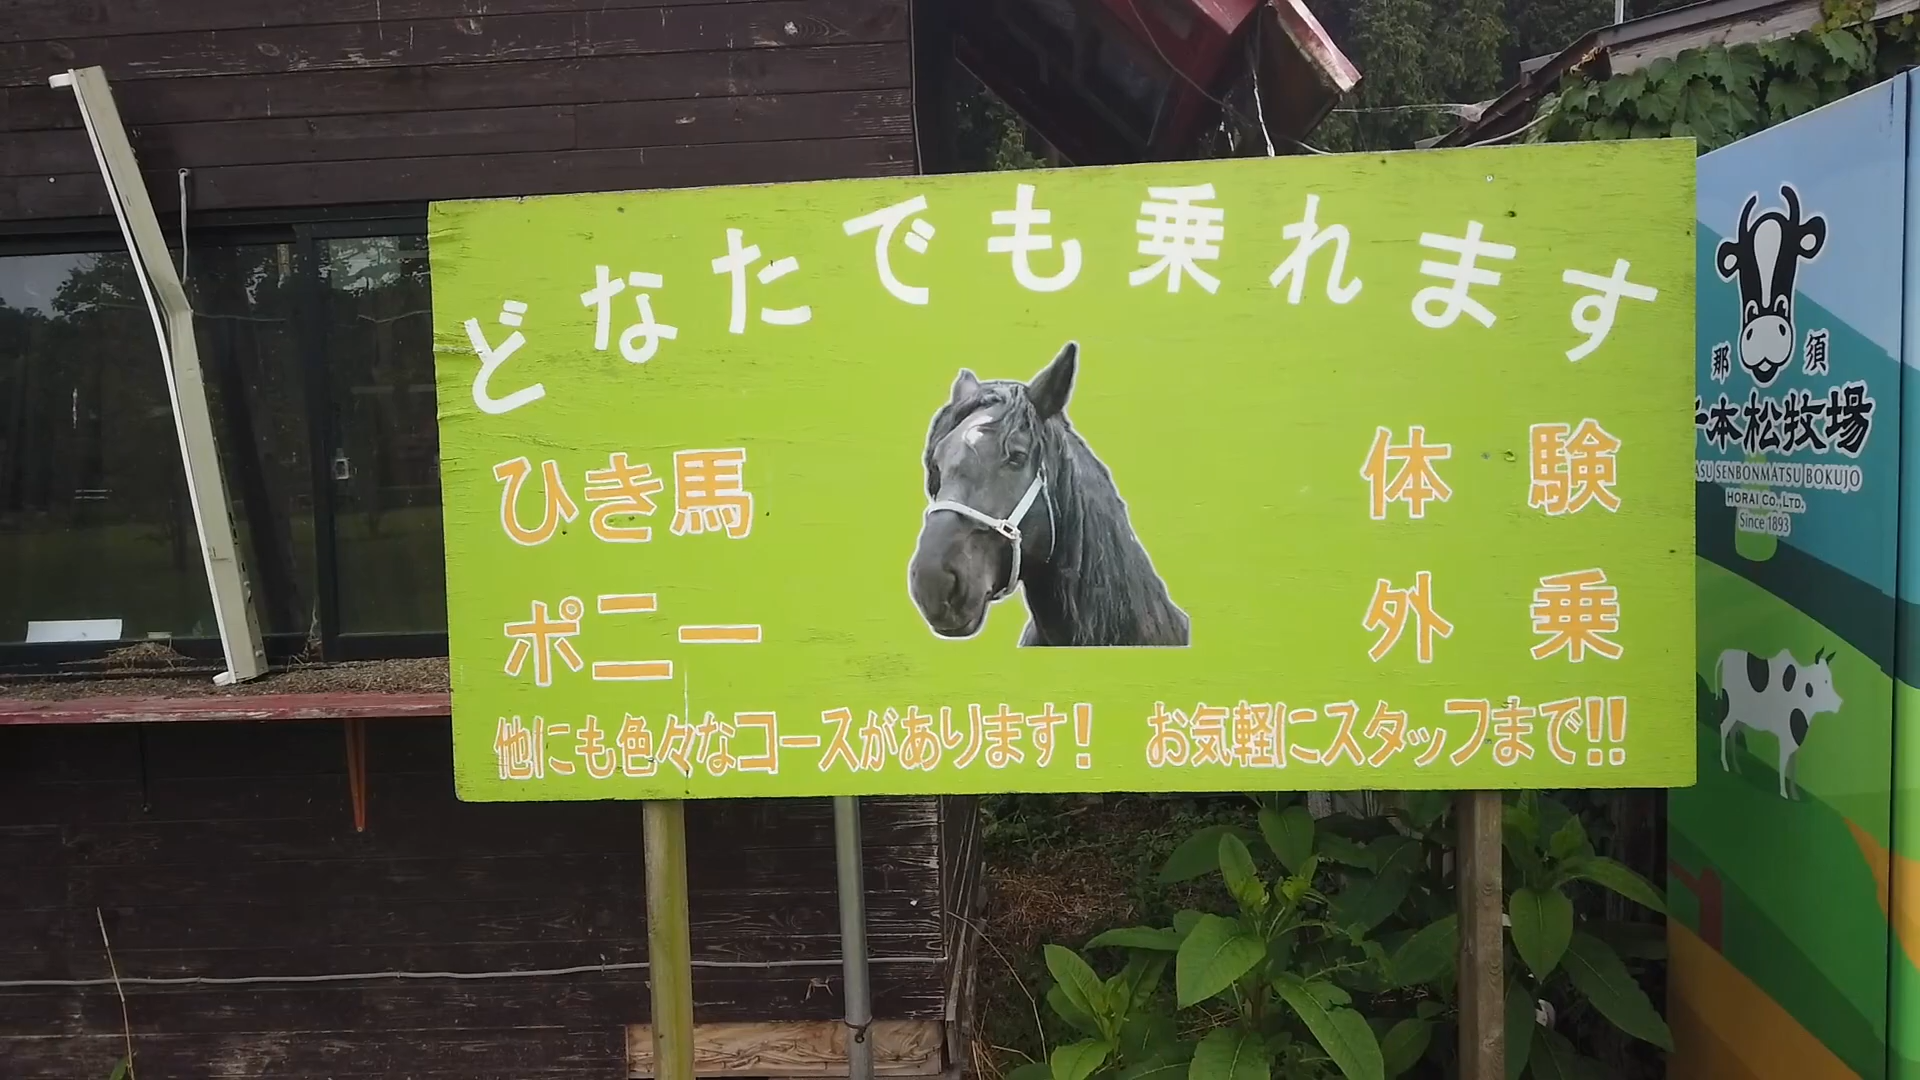 どなたでも乗れます
ひき馬 体験
ポニー 外乗
他にも色々なコースがあります! お気軽にスタッフまで!!
那須
千本松牧場
ASU SENBONMATSU BOKUJO
HORAI CO., LTD.
Since 1893